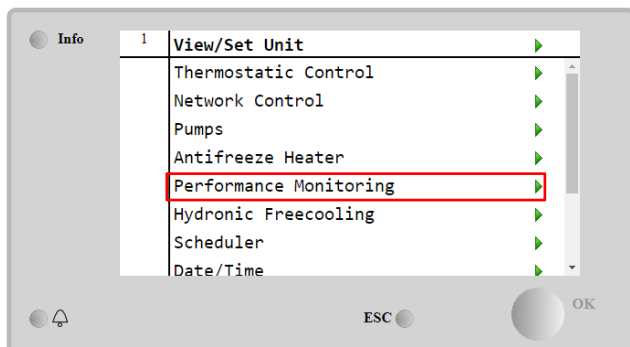 Info
1 View/Set Unit
Thermostatic Control
Network Control
Pumps
Antifreeze Heater
Performance Monitoring
Hydronic Freecooling
Scheduler
Date/Time
ESC
OK